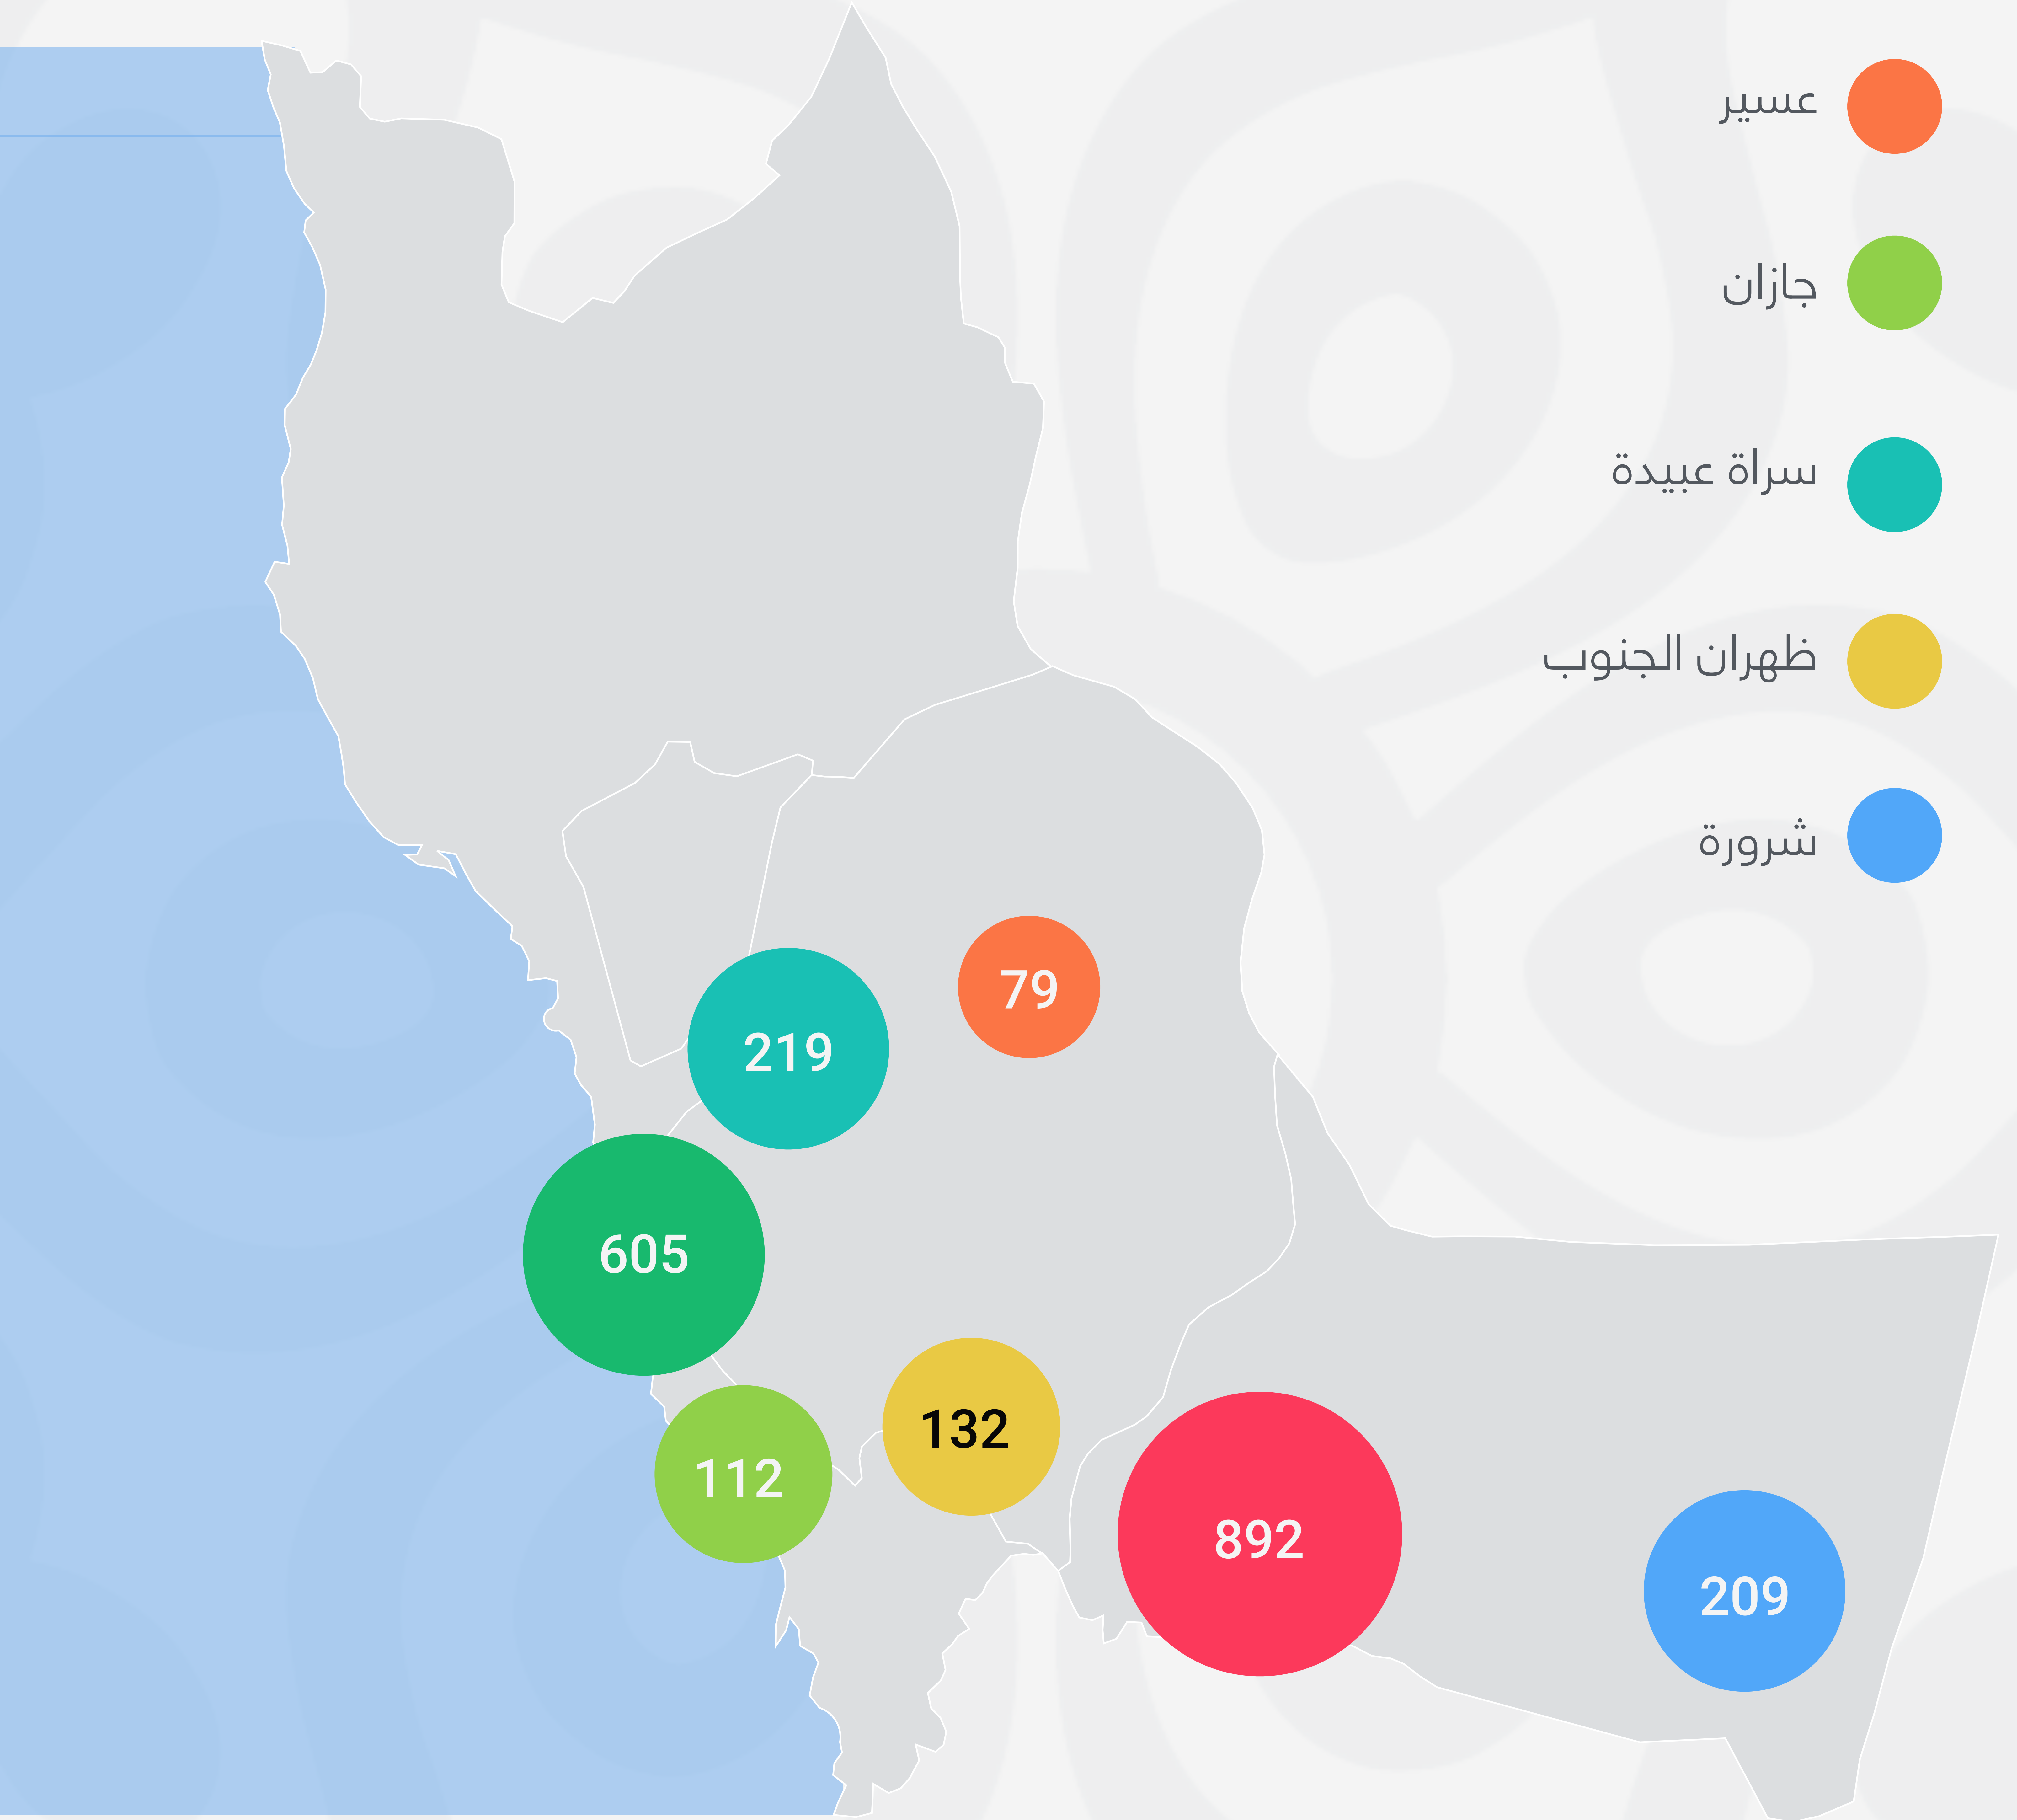 عسير
جازان
سراة عبيدة
ظهران الجنوب
شرورة
79
219
605
132
112
892
209